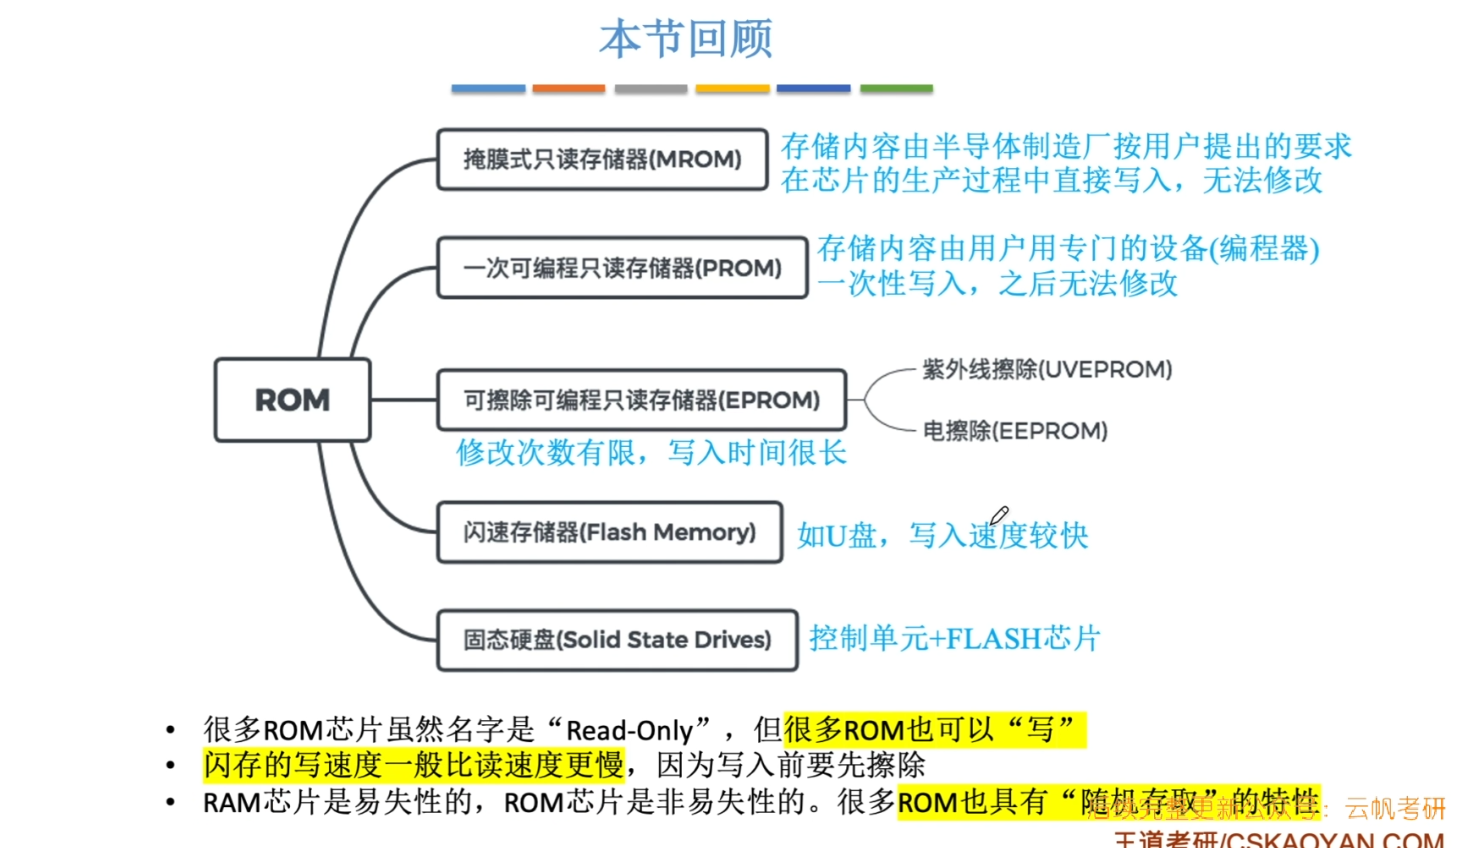 本节回顾
掩膜式只读存储器(MROM)
存储内容由半导体制造厂按用户提出的要求
在芯片的生产过程中直接写入，无法修改
一次可编程只读存储器(PROM)
存储内容由用户用专门的设备(编程器)
一次性写入，之后无法修改
ROM
可擦除可编程只读存储器(EPROM)
紫外线擦除(UVEPROM)
电擦除(EEPROM)
修改次数有限，写入时间很长
闪速存储器(Flash Memory)
如U盘，写入速度较快
固态硬盘(Solid State Drives)
控制单元+FLASH芯片
• 很多ROM芯片虽然名字是“Read-Only”，但很多ROM也可以“写”
• 闪存的写速度一般比读速度更慢，因为写入前要先擦除
• RAM芯片是易失性的，ROM芯片是非易失性的。很多ROM也具有“随机存取”的特性
后续完整更新公众号：云帆考研
王道考研/CSKAOYAN.COM